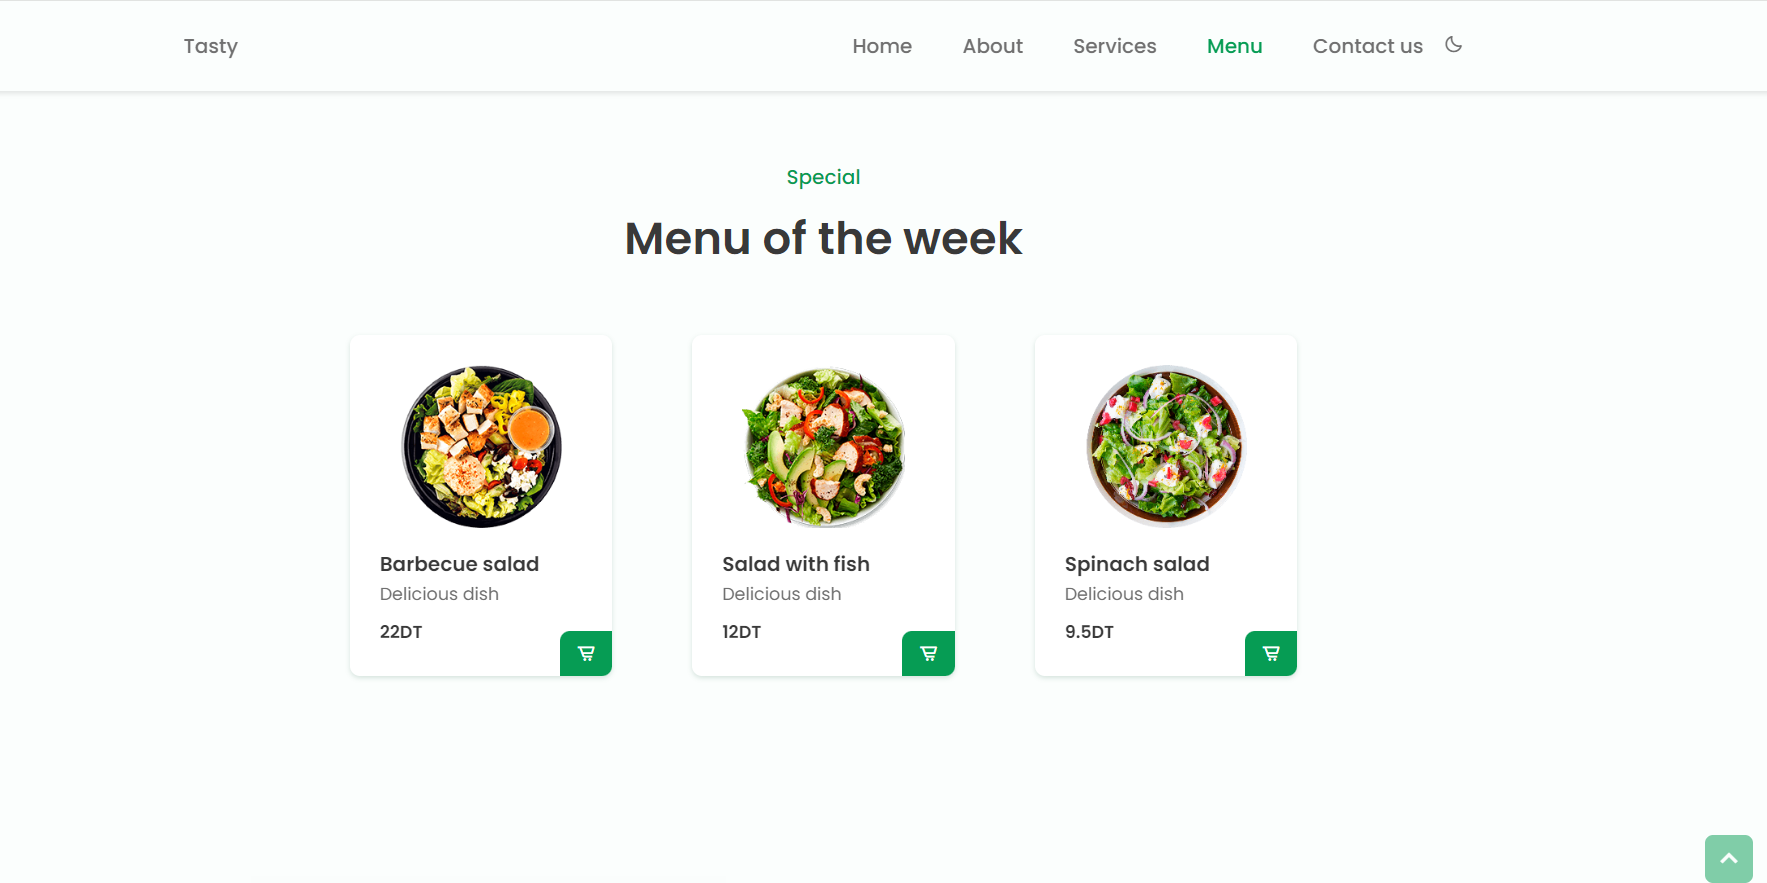 Tasty Home About Services Menu Contact us
Special
Menu of the week
Barbecue salad
Delicious dish
22DT
Salad with fish
Delicious dish
12DT
Spinach salad
Delicious dish
9.5DT